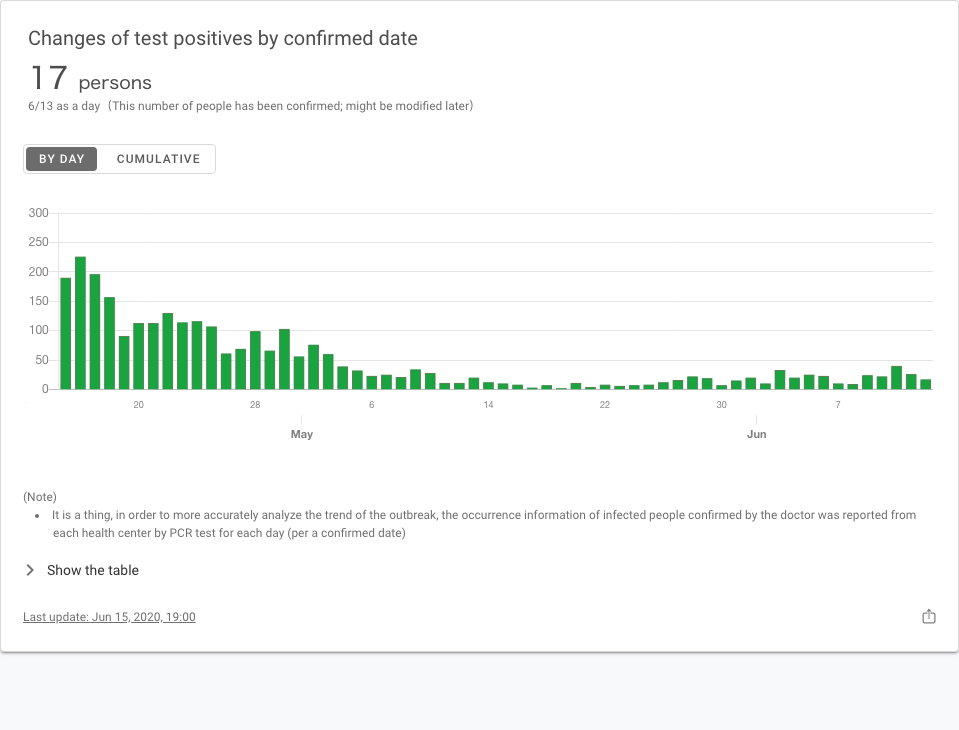 Changes of test positives by confirmed date
17 persons
6/13 as a day（This number of people has been confirmed; might be modified later）
BY DAY CUMULATIVE
300
250
200
150
100
50
0
20 28 6 14 22 30 7
May Jun
(Note)
• It is a thing, in order to more accurately analyze the trend of the outbreak, the occurrence information of infected people confirmed by the doctor was reported from
each health center by PCR test for each day (per a confirmed date)
Show the table
Last update: Jun 15, 2020, 19:00